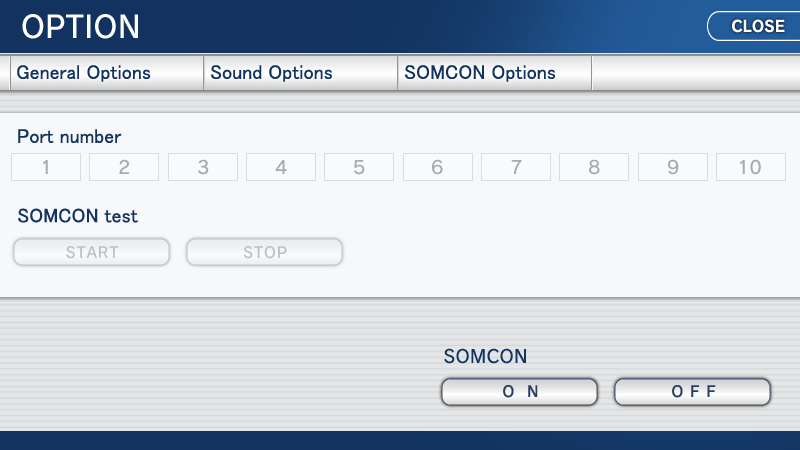 OPTION
CLOSE
General Options
Sound Options
SOMCON Options
Port number
1 2 3 4 5 6 7 8 9 10
SOMCON test
START STOP
SOMCON
O N O F F